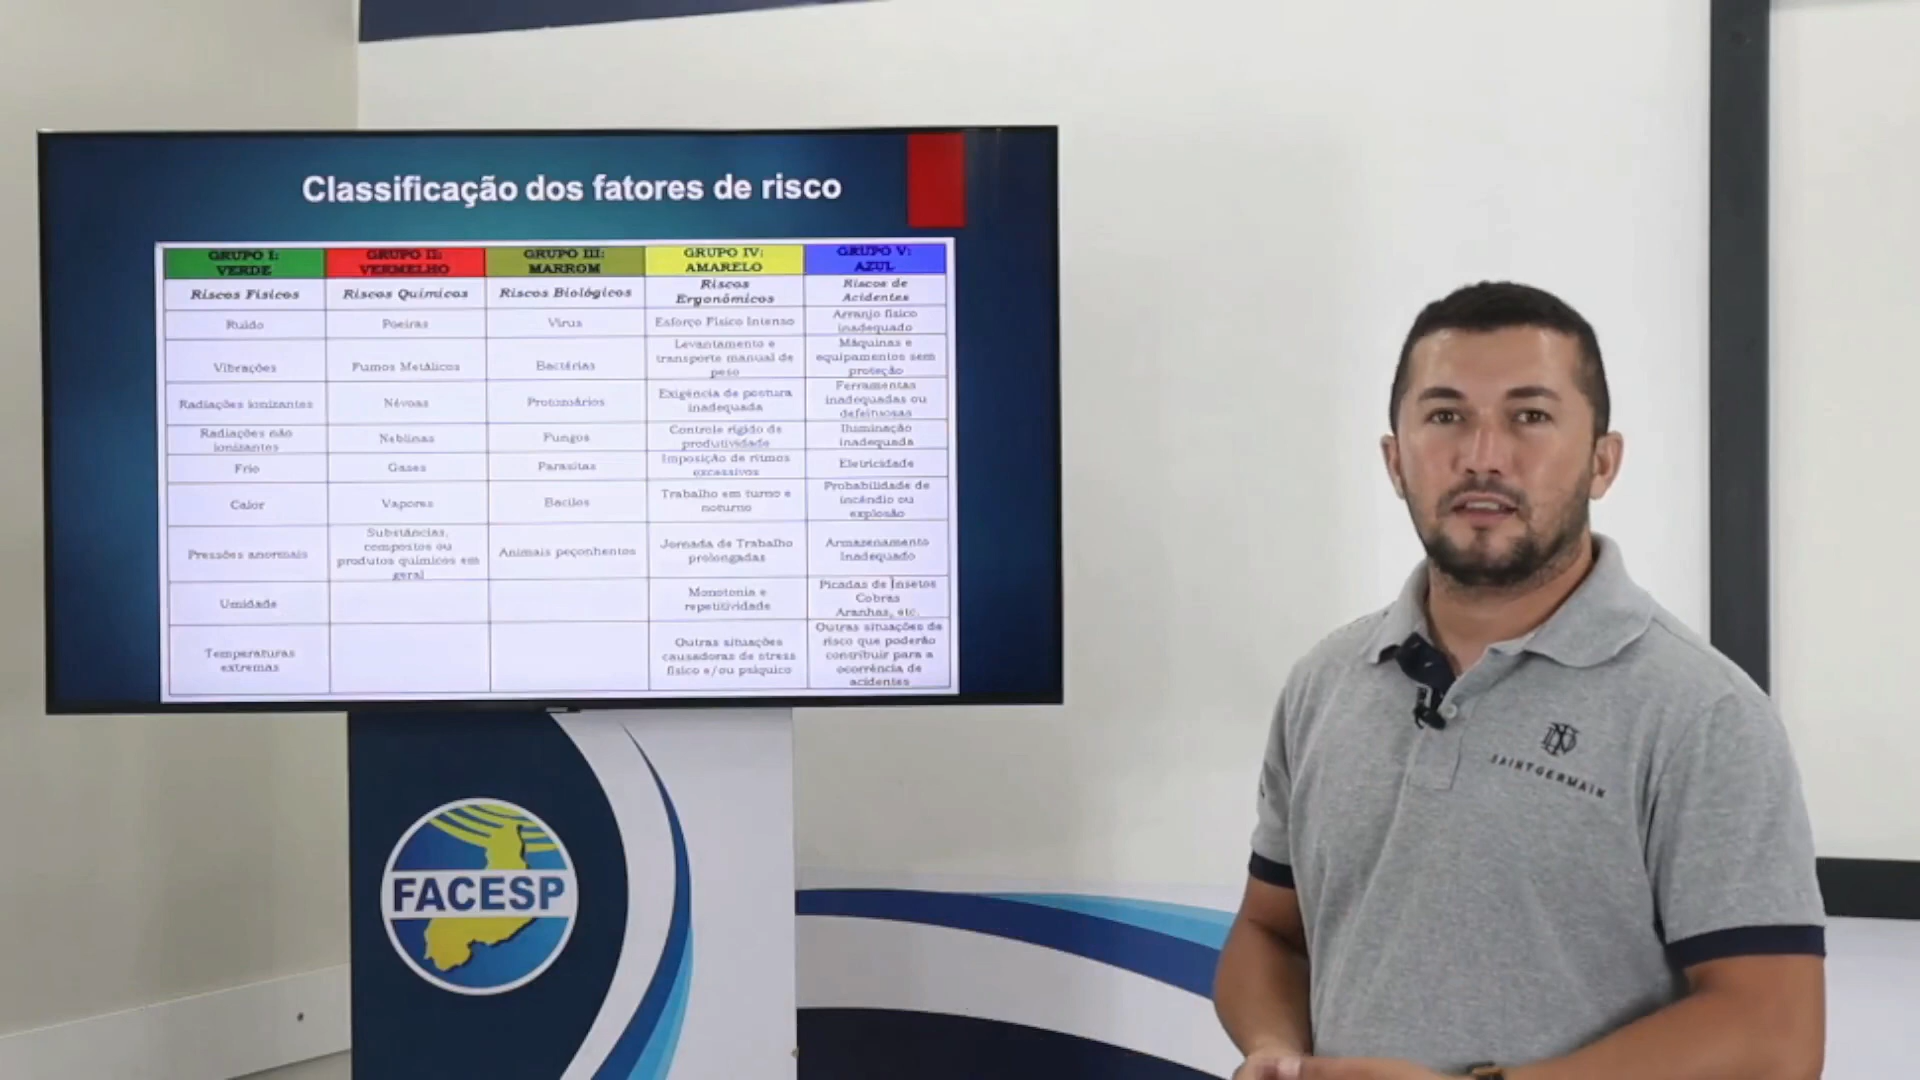 Classificação dos fatores de risco
GRUPO I: GRUPO II: GRUPO III: GRUPO IV: GRUPO V:
VERDE VERMELHO MARROM AMARELO AZUL
Riscos Físicos Riscos Químicos Riscos Biológicos Riscos Ergonômicos Riscos de Acidentes
Ruído Poeiras Vírus Esforço Físico Intenso Arranjo físico inadequado
Vibrações Fumos Metálicos Bactérias Levantamento e transporte manual de peso Máquinas e equipamentos sem proteção
Radiações ionizantes Névoas Protozoários Exigência de postura inadequada Ferramentas inadequadas ou defeituosas
Radiações não ionizantes Neblinas Fungos Controle rígido de produtividade Iluminação inadequada
Frio Gases Parasitas Imposição de ritmos excessivos Eletricidade
Calor Vapores Bacilos Trabalho em turno e noturno Probabilidade de incêndio ou explosão
Pressões anormais Substâncias, compostos ou produtos químicos em geral Animais peçonhentos Jornada de Trabalho prolongadas Armazenamento Inadequado
Umidade Monotonia e repetitividade Picadas de Insetos Cobras Aranhas, etc.
Temperaturas extremas Outras situações causadoras de stress físico e/ou psíquico Outras situações de risco que poderão contribuir para a ocorrência de acidentes
SAINT GERMAIN
FACESP